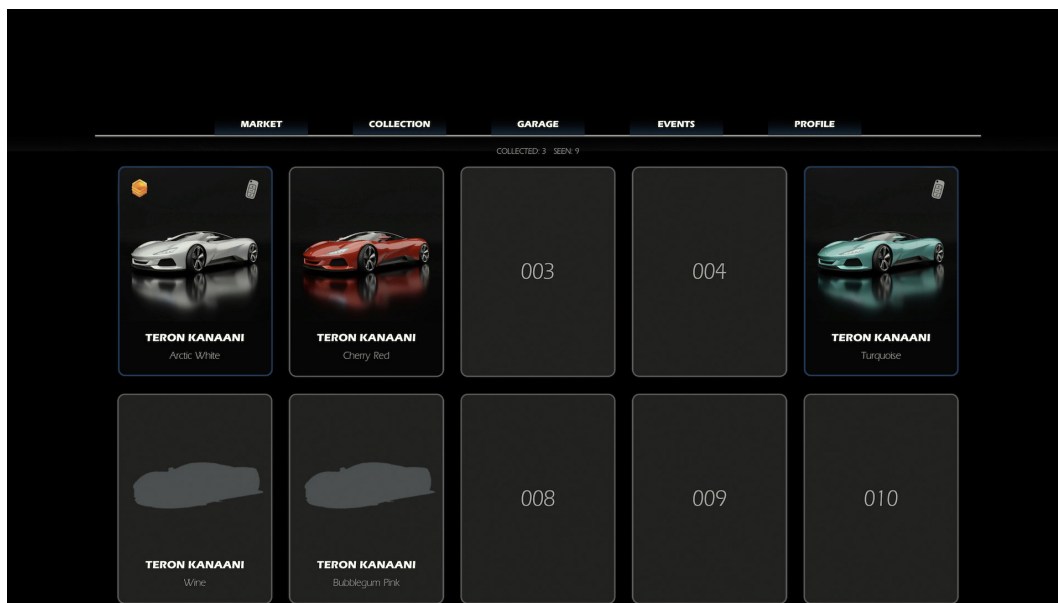 MARKET COLLECTION GARAGE EVENTS PROFILE
COLLECTED: 3 SEEN: 9
TERON KANAANI
Arctic White
TERON KANAANI
Cherry Red
003
004
TERON KANAANI
Turquoise
TERON KANAANI
Wine
TERON KANAANI
Bubblegum Pink
008
009
010